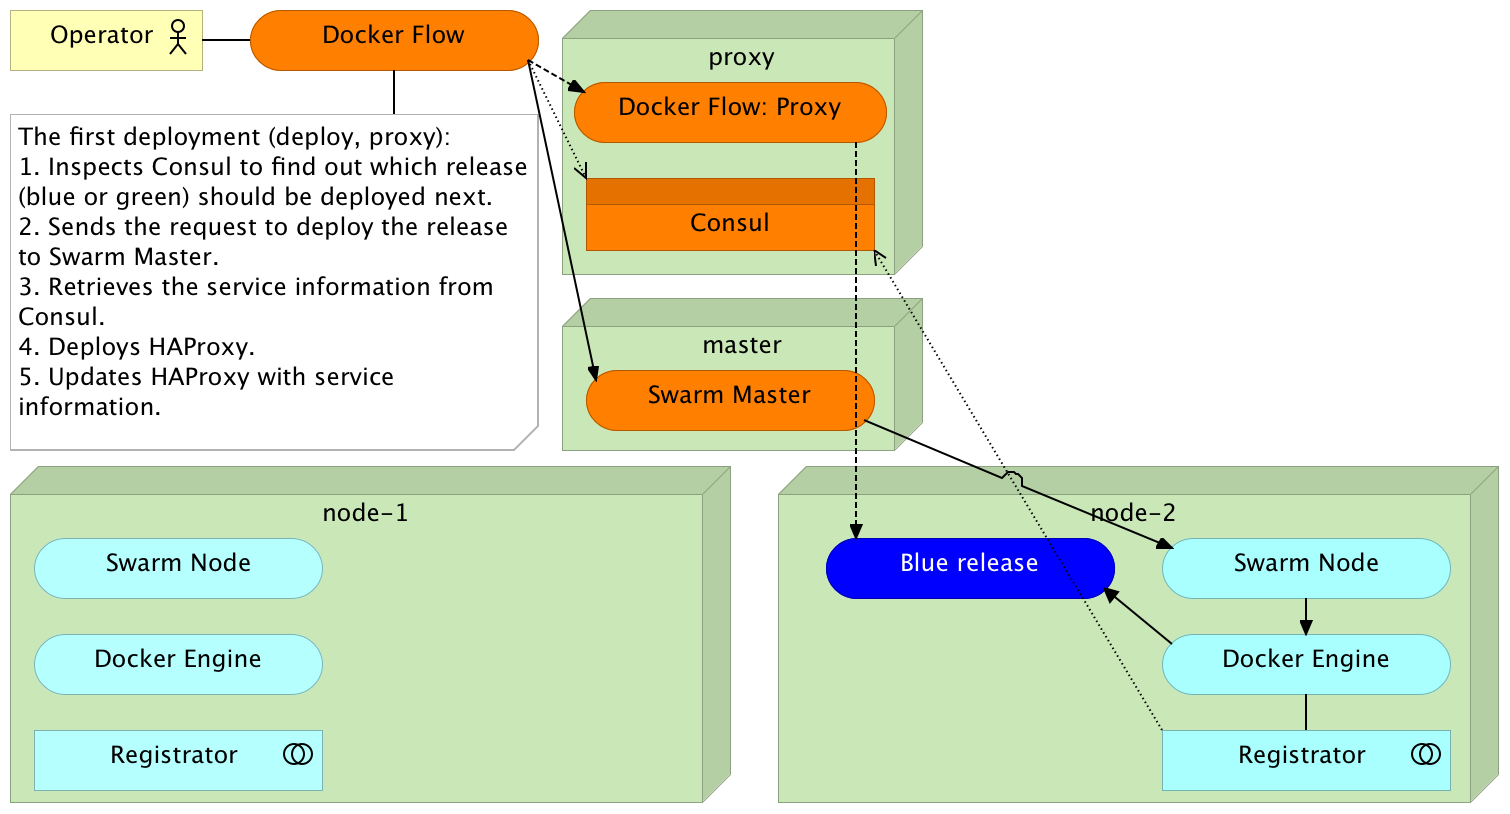 Operator
Docker Flow
The first deployment (deploy, proxy):
1. Inspects Consul to find out which release
(blue or green) should be deployed next.
2. Sends the request to deploy the release
to Swarm Master.
3. Retrieves the service information from
Consul.
4. Deploys HAProxy.
5. Updates HAProxy with service
information.
proxy
Docker Flow: Proxy
Consul
master
Swarm Master
node-1
Swarm Node
Docker Engine
Registrator
node-2
Blue release
Swarm Node
Docker Engine
Registrator